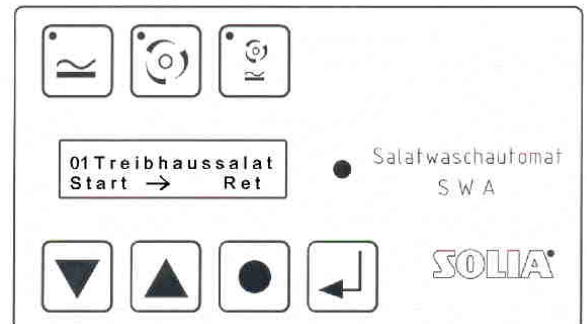 01Treibhaussalat
Start → Ret
Salatwaschautomat
SWA
SOLIA